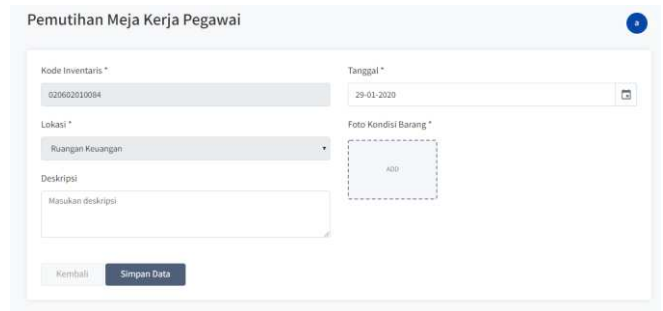 Pemutihan Meja Kerja Pegawai
a
Kode Inventaris *
020602010084
Tanggal *
29-01-2020
Lokasi *
Ruangan Keuangan
Foto Kondisi Barang *
ADD
Deskripsi
Masukan deskripsi
Kembali
Simpan Data